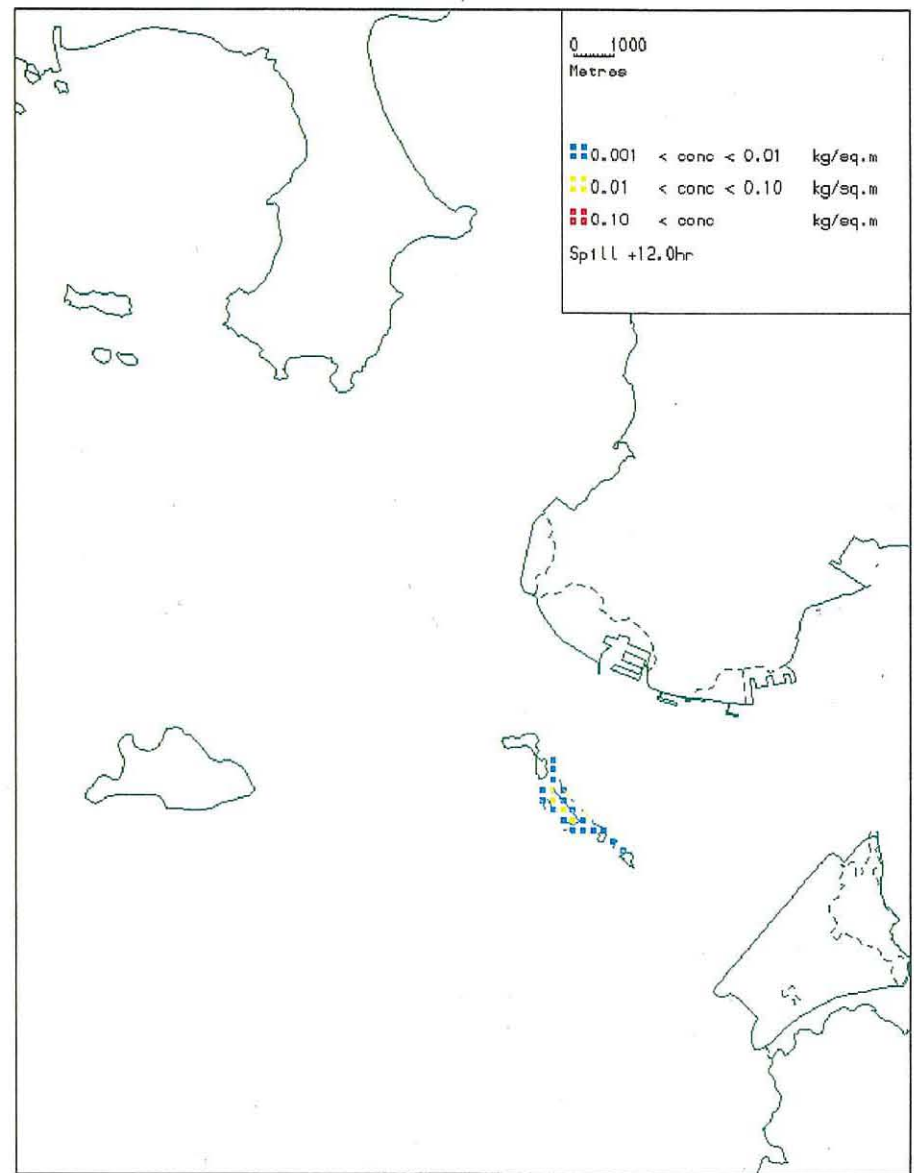 0 1000
Metres
0.001 < conc < 0.01 kg/sq.m
0.01 < conc < 0.10 kg/sq.m
0.10 < conc kg/sq.m
Spill +12.0hr